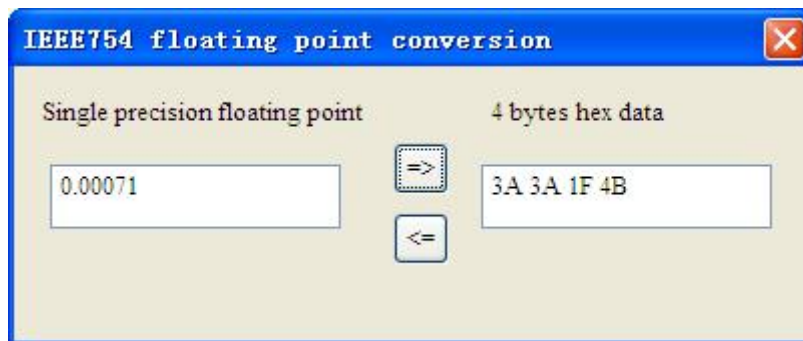 IEEE754 floating point conversion
Single precision floating point
4 bytes hex data
0.00071
=>
3A 3A 1F 4B
<=